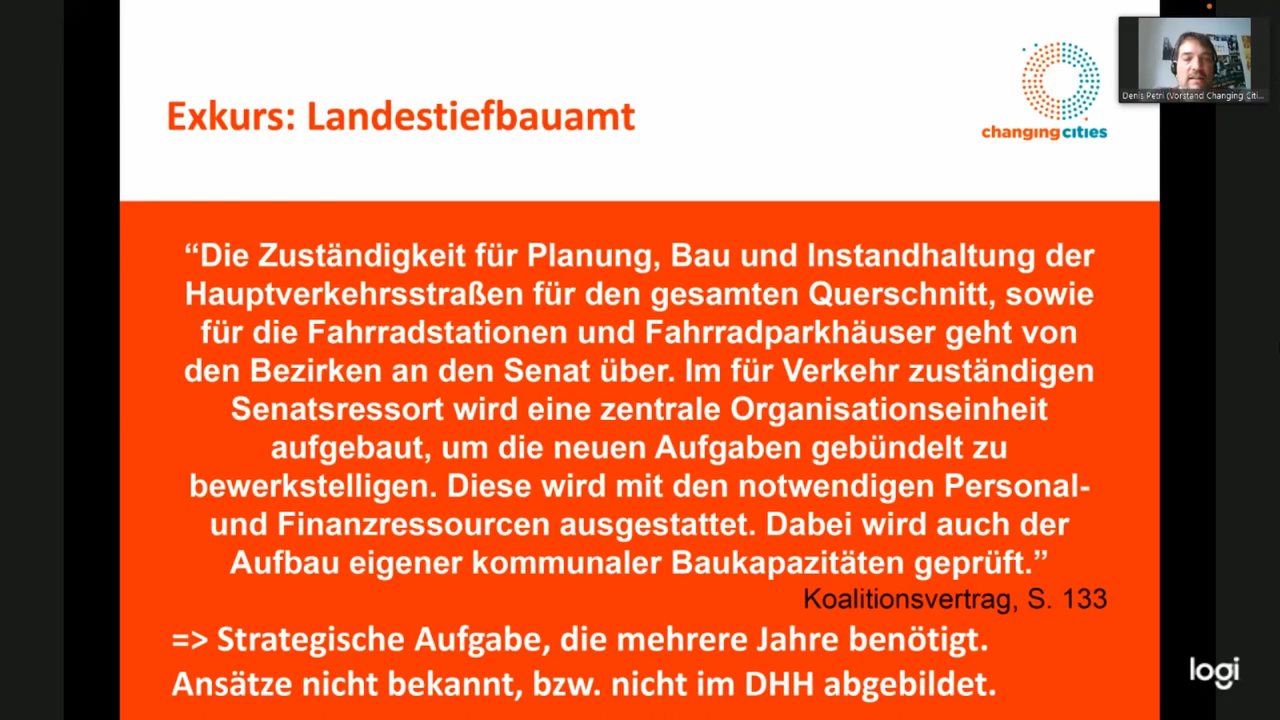 Exkurs: Landestiefbauamt
changingcities
Denis Petri (Vorstand Changing Citi...
“Die Zuständigkeit für Planung, Bau und Instandhaltung der
Hauptverkehrsstraßen für den gesamten Querschnitt, sowie
für die Fahrradstationen und Fahrradparkhäuser geht von
den Bezirken an den Senat über. Im für Verkehr zuständigen
Senatsressort wird eine zentrale Organisationseinheit
aufgebaut, um die neuen Aufgaben gebündelt zu
bewerkstelligen. Diese wird mit den notwendigen Personal-
und Finanzressourcen ausgestattet. Dabei wird auch der
Aufbau eigener kommunaler Baukapazitäten geprüft.”
Koalitionsvertrag, S. 133
=> Strategische Aufgabe, die mehrere Jahre benötigt.
Ansätze nicht bekannt, bzw. nicht im DHH abgebildet.
logi